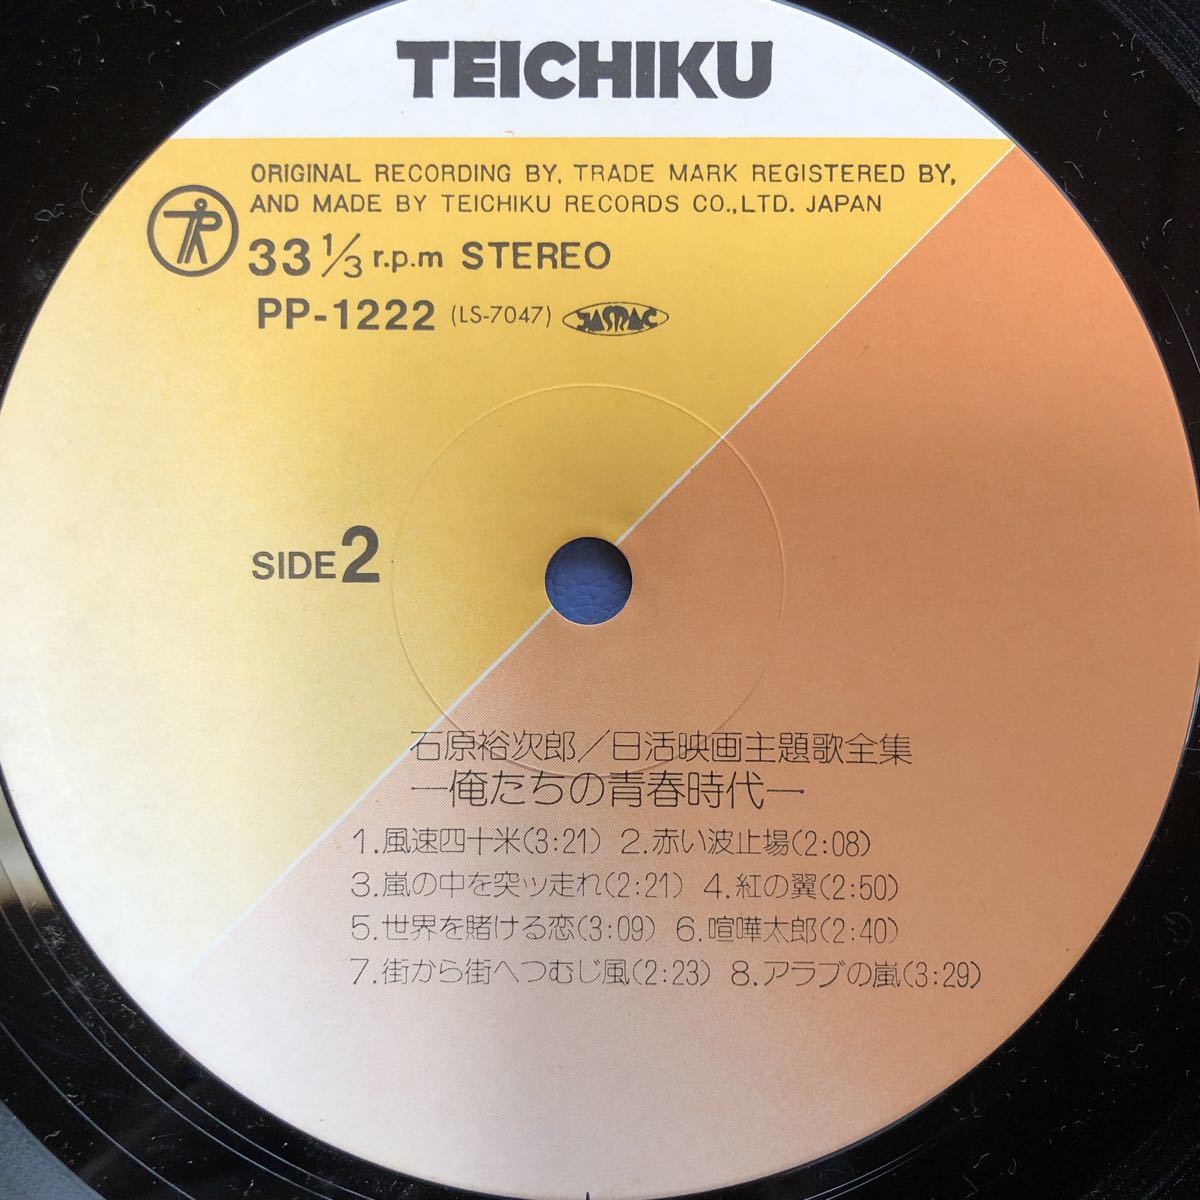 TEICHIKU
ORIGINAL RECORDING BY, TRADE MARK REGISTERED BY,
AND MADE BY TEICHIKU RECORDS CO.,LTD. JAPAN
33 1/3 r.p.m STEREO
PP-1222 (LS-7047) JASRAC
SIDE 2
石原裕次郎／日活映画主題歌全集
—俺たちの青春時代—
1.風速四十米(3:21) 2.赤い波止場(2:08)
3.嵐の中を突ッ走れ(2:21) 4.紅の翼(2:50)
5.世界を賭ける恋(3:09) 6.喧嘩太郎(2:40)
7.街から街へつむじ風(2:23) 8.アラブの嵐(3:29)